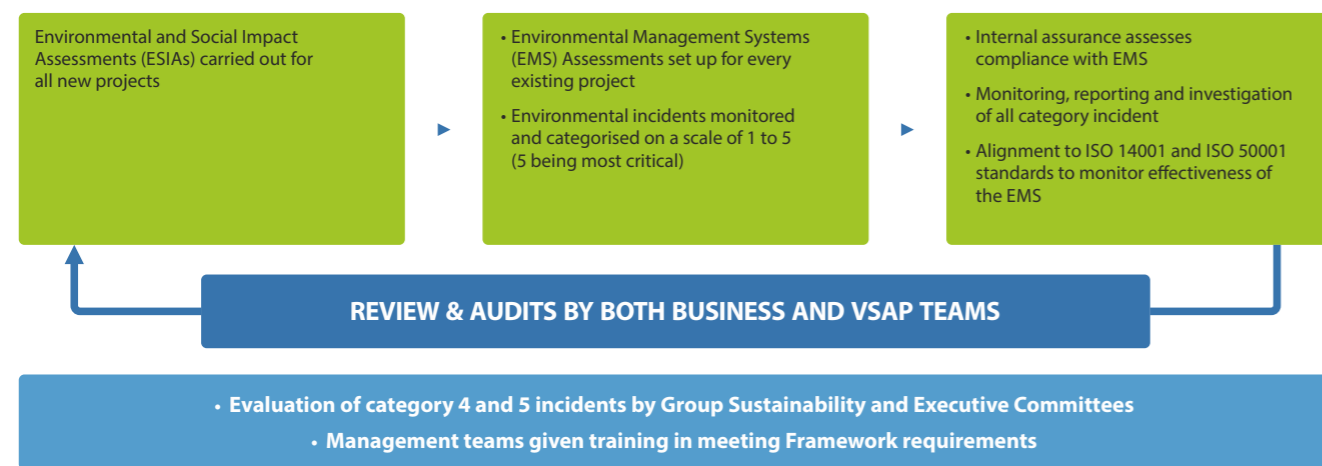 Environmental and Social Impact
Assessments (ESIAs) carried out for
all new projects
• Environmental Management Systems
(EMS) Assessments set up for every
existing project
• Environmental incidents monitored
and categorised on a scale of 1 to 5
(5 being most critical)
• Internal assurance assesses
compliance with EMS
• Monitoring, reporting and investigation
of all category incident
• Alignment to ISO 14001 and ISO 50001
standards to monitor effectiveness of
the EMS
REVIEW & AUDITS BY BOTH BUSINESS AND VSAP TEAMS
• Evaluation of category 4 and 5 incidents by Group Sustainability and Executive Committees
• Management teams given training in meeting Framework requirements